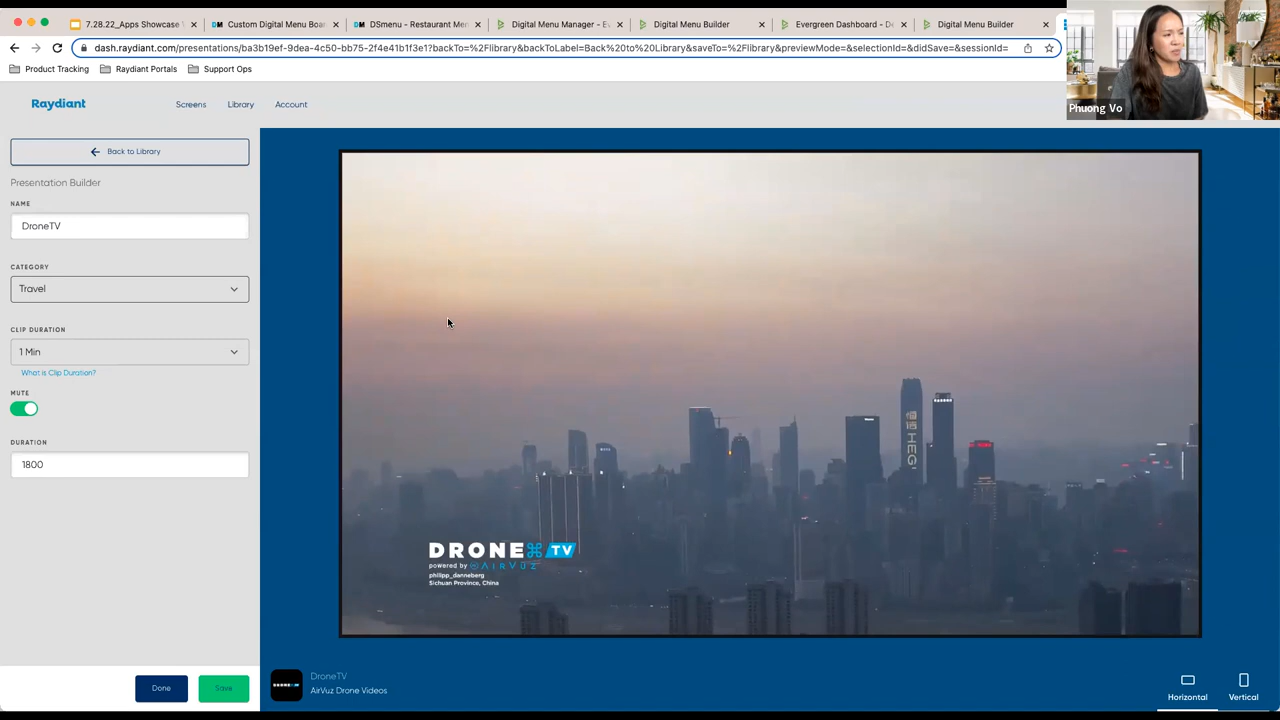 7.28.22_Apps Showcase
Custom Digital Menu Boa
DSmenu - Restaurant Men
Digital Menu Manager - Ev
Digital Menu Builder
Evergreen Dashboard - De
Digital Menu Builder
dash.raydiant.com/presentations/ba3b19ef-9dea-4c50-bb75-2f4e41b1f3e1?backTo=%2Flibrary&backToLabel=Back%20to%20Library&saveTo=%2Flibrary&previewMode=&selectionId=&didSave=&sessionId=
Product Tracking
Raydiant Portals
Support Ops
Phuong Vo
Raydiant
Screens
Library
Account
Back to Library
Presentation Builder
NAME
DroneTV
CATEGORY
Travel
CLIP DURATION
1 Min
What is Clip Duration?
MUTE
DURATION
1800
Done
Save
HEG
DRONE TV
powered by AIRVUZ
philipp_danneberg
Sichuan Province, China
DroneTV
AirVuz Drone Videos
Horizontal
Vertical